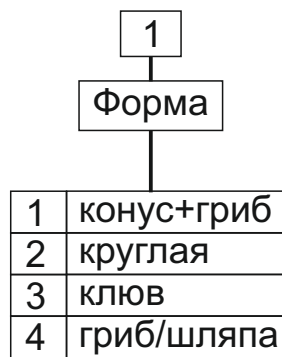 1
Форма
1 конус+гриб
2 круглая
3 клюв
4 гриб/шляпа